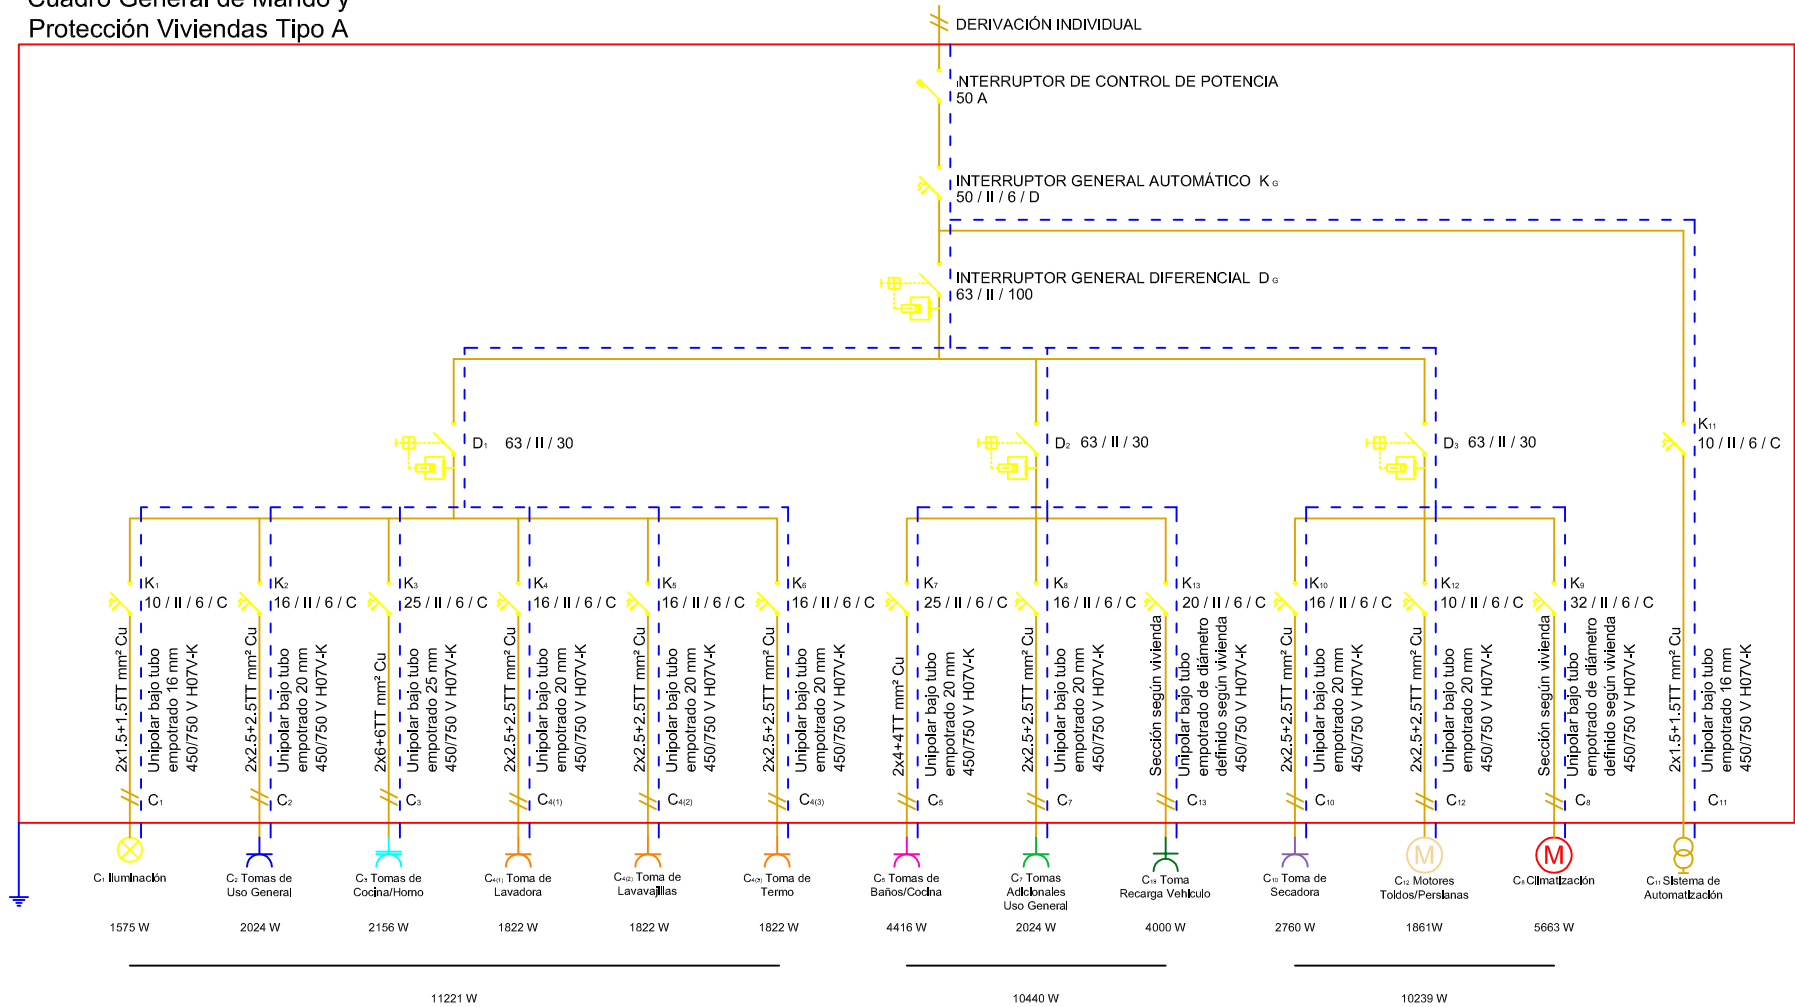 Cuadro General de Mando y
Protección Viviendas Tipo A
DERIVACIÓN INDIVIDUAL
INTERRUPTOR DE CONTROL DE POTENCIA
50 A
INTERRUPTOR GENERAL AUTOMÁTICO K G
50 / II / 6 / D
INTERRUPTOR GENERAL DIFERENCIAL D G
63 / II / 100
D1 63 / II / 30
D2 63 / II / 30
D3 63 / II / 30
K11
10 / II / 6 / C
K1
10 / II / 6 / C
K2
16 / II / 6 / C
K3
25 / II / 6 / C
K4
16 / II / 6 / C
K5
16 / II / 6 / C
K6
16 / II / 6 / C
K7
25 / II / 6 / C
K8
16 / II / 6 / C
K13
20 / II / 6 / C
K10
16 / II / 6 / C
K12
10 / II / 6 / C
K9
32 / II / 6 / C
2x1.5+1.5TT mm² Cu
Unipolar bajo tubo
empotrado 16 mm
450/750 V H07V-K
2x2.5+2.5TT mm² Cu
Unipolar bajo tubo
empotrado 20 mm
450/750 V H07V-K
2x6+6TT mm² Cu
Unipolar bajo tubo
empotrado 25 mm
450/750 V H07V-K
2x2.5+2.5TT mm² Cu
Unipolar bajo tubo
empotrado 20 mm
450/750 V H07V-K
2x2.5+2.5TT mm² Cu
Unipolar bajo tubo
empotrado 20 mm
450/750 V H07V-K
2x2.5+2.5TT mm² Cu
Unipolar bajo tubo
empotrado 20 mm
450/750 V H07V-K
2x4+4TT mm² Cu
Unipolar bajo tubo
empotrado 20 mm
450/750 V H07V-K
2x2.5+2.5TT mm² Cu
Unipolar bajo tubo
empotrado 20 mm
450/750 V H07V-K
Sección según vivienda
Unipolar bajo tubo
empotrado de diámetro
definido según vivienda
450/750 V H07V-K
2x2.5+2.5TT mm² Cu
Unipolar bajo tubo
empotrado 20 mm
450/750 V H07V-K
2x2.5+2.5TT mm² Cu
Unipolar bajo tubo
empotrado 20 mm
450/750 V H07V-K
Sección según vivienda
Unipolar bajo tubo
empotrado de diámetro
definido según vivienda
450/750 V H07V-K
2x1.5+1.5TT mm² Cu
Unipolar bajo tubo
empotrado 16 mm
450/750 V H07V-K
C1
C2
C3
C4(1)
C4(2)
C4(3)
C5
C7
C13
C10
C12
C8
C11
M
M
C1 Iluminación
C2 Tomas de
Uso General
C3 Tomas de
Cocina/Horno
C4(1) Toma de
Lavadora
C4(2) Toma de
Lavavajillas
C4(3) Toma de
Termo
C5 Tomas de
Baños/Cocina
C7 Tomas
Adicionales
Uso General
C13 Toma
Recarga Vehículo
C10 Toma de
Secadora
C12 Motores
Toldos/Persianas
C8 Climatización
C11 Sistema de
Automatización
1575 W
2024 W
2156 W
1822 W
1822 W
1822 W
4416 W
2024 W
4000 W
2760 W
1861W
5663 W
11221 W
10440 W
10239 W